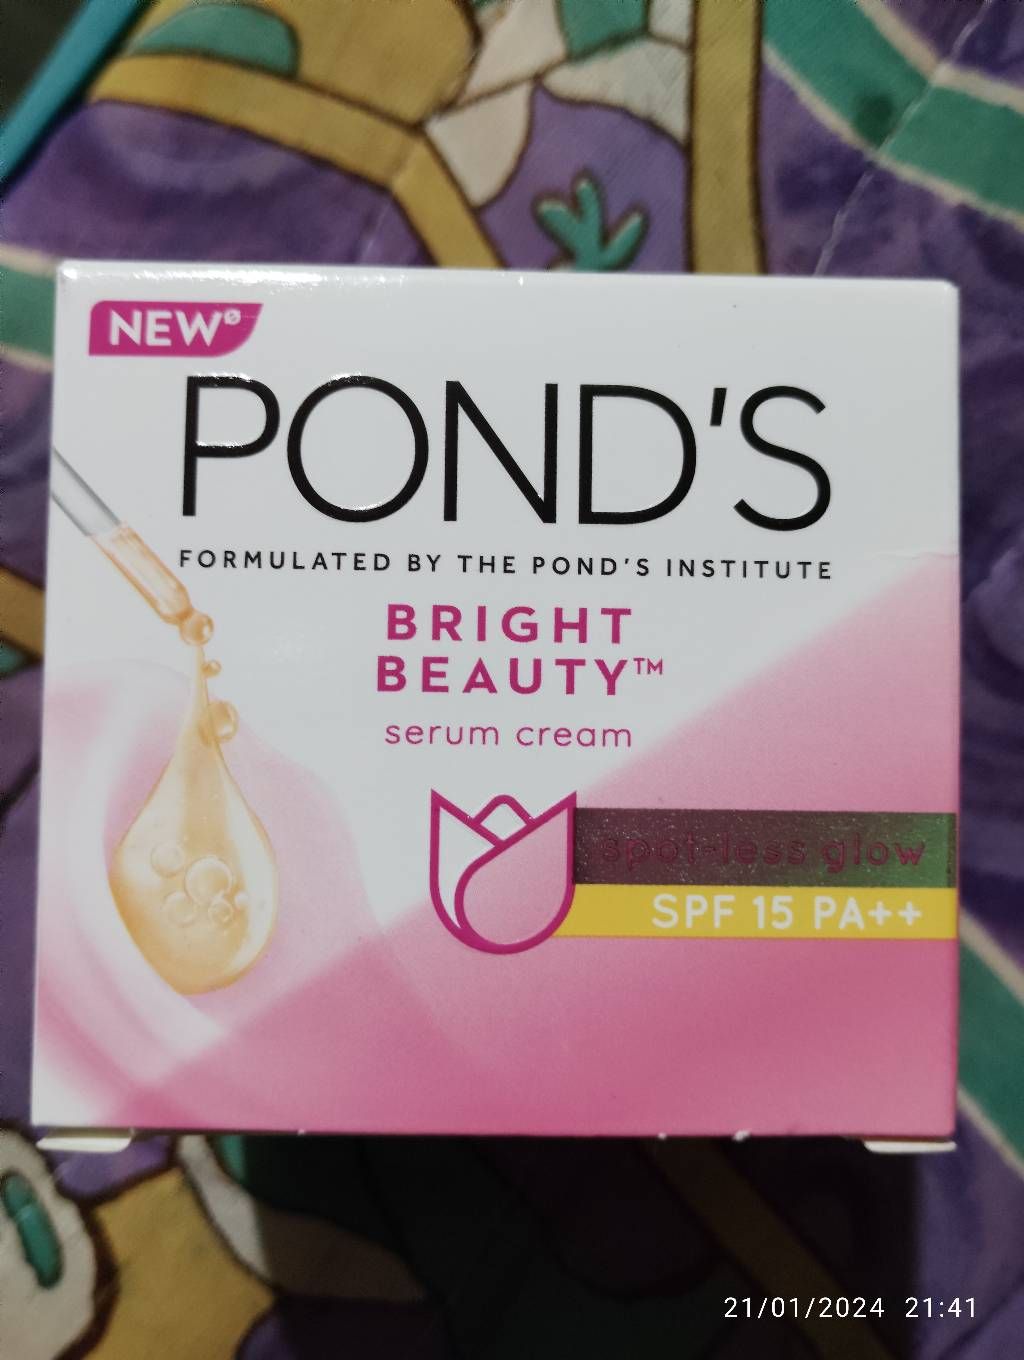 NEW
POND'S
FORMULATED BY THE POND'S INSTITUTE
BRIGHT
BEAUTY™
serum cream
spot-less glow
SPF 15 PA++
21/01/2024 21:41